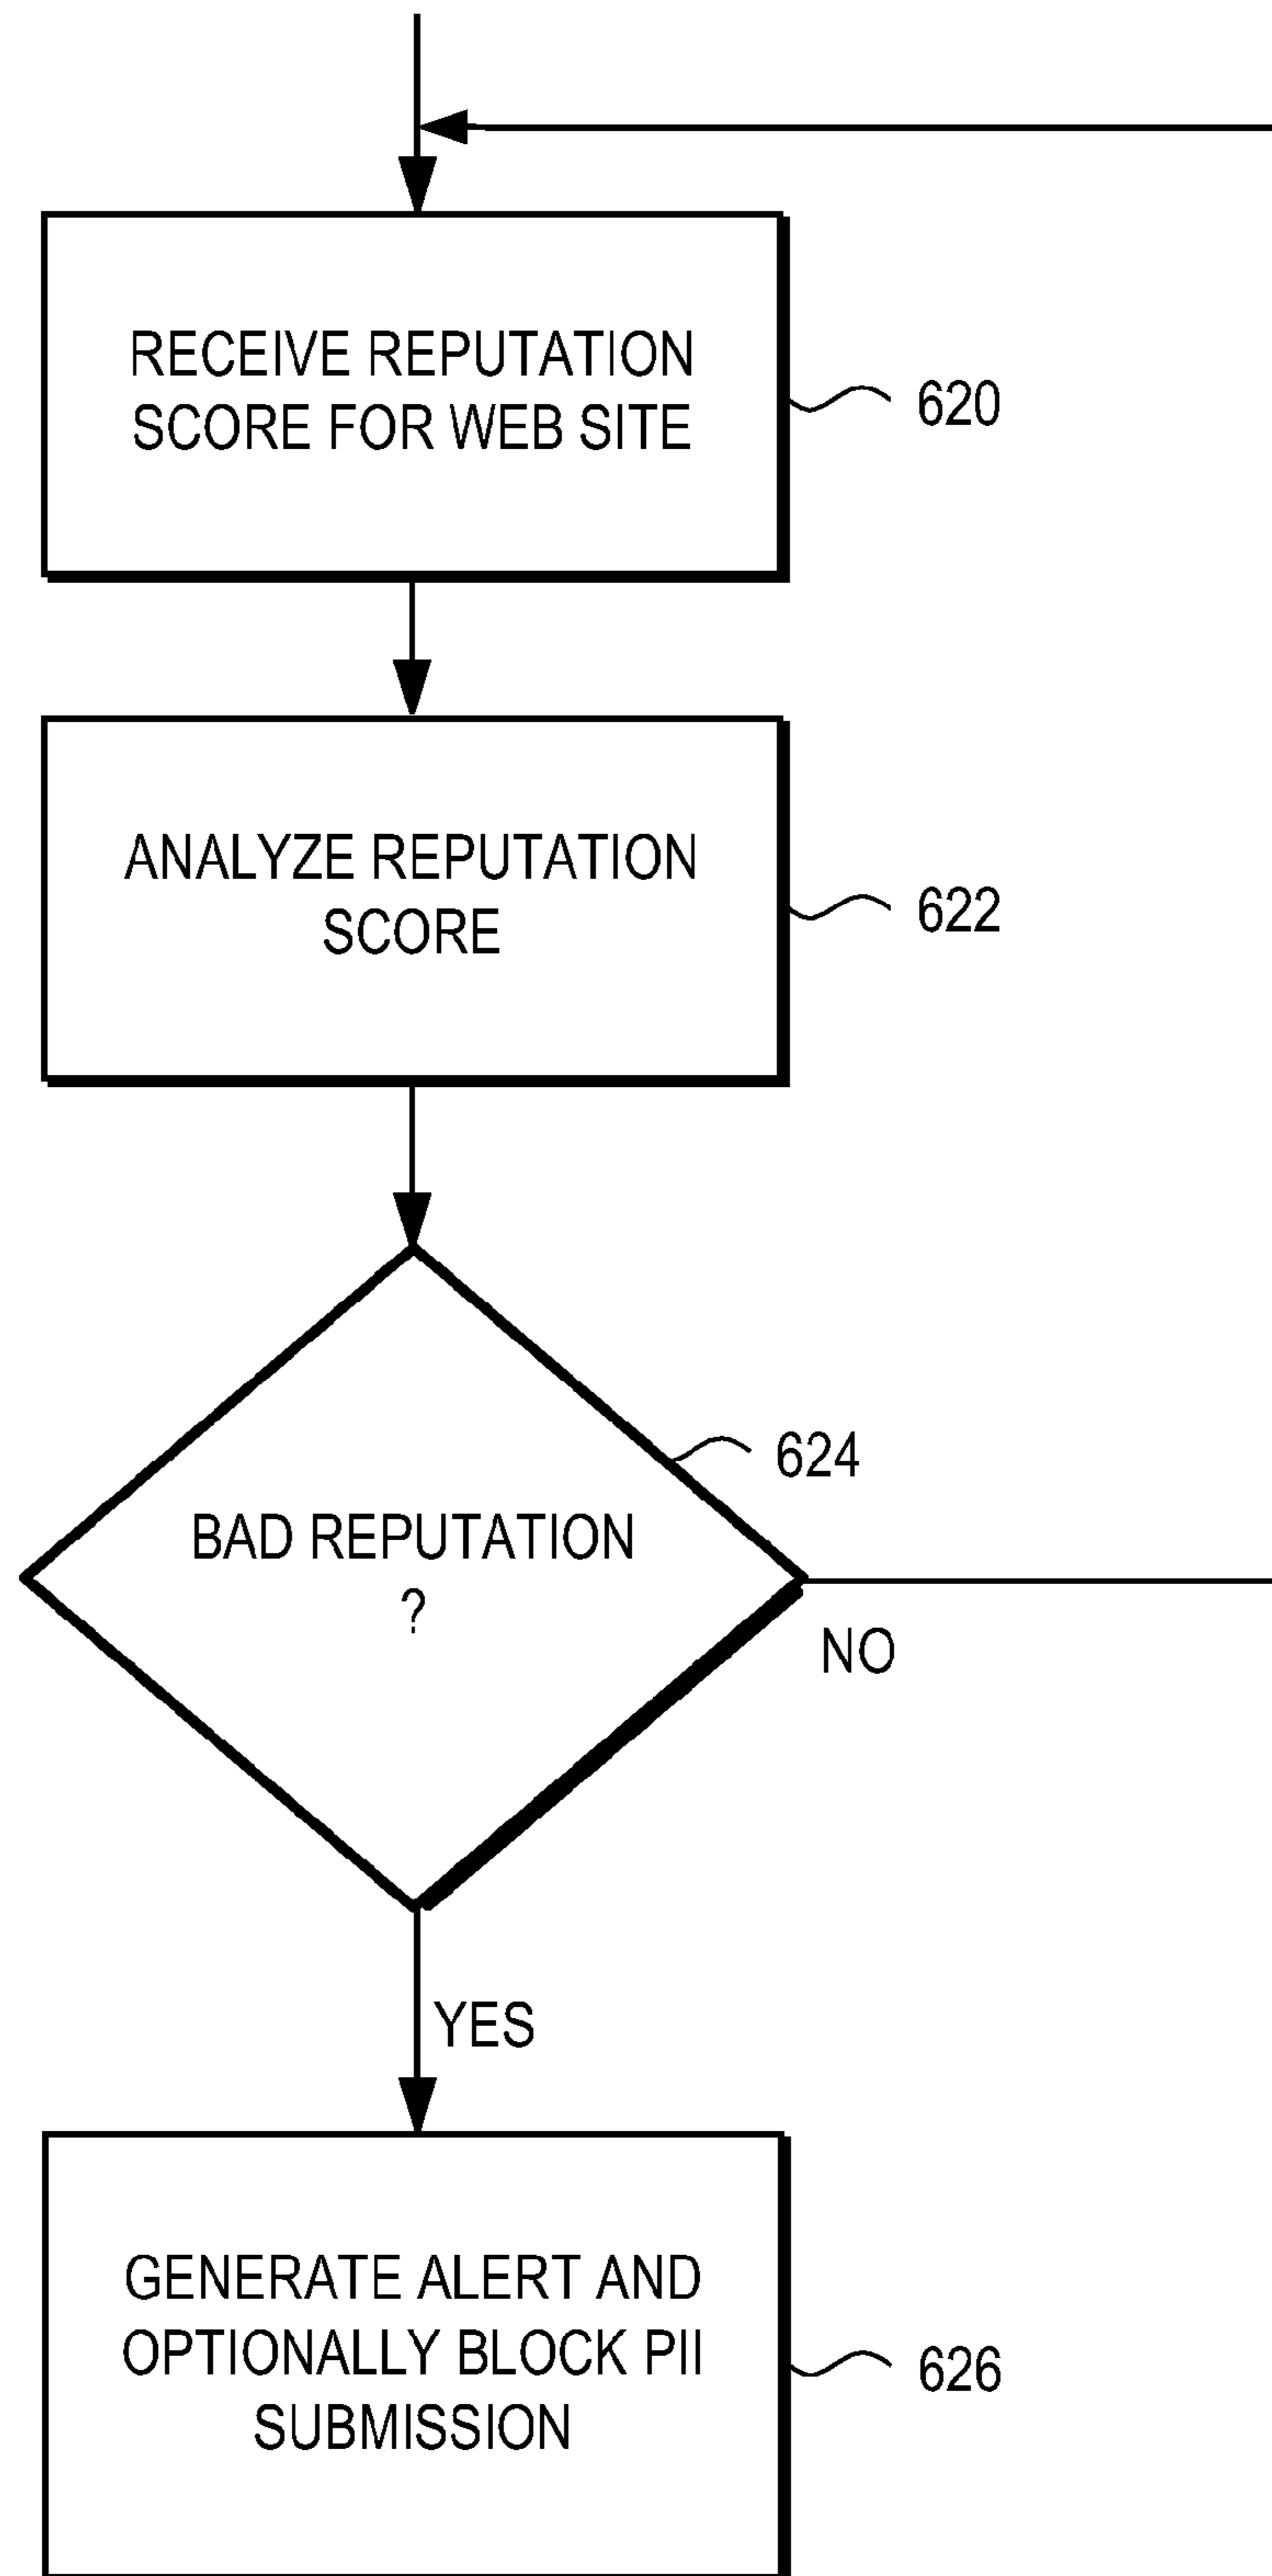 RECEIVE REPUTATION
SCORE FOR WEB SITE
620
ANALYZE REPUTATION
SCORE
622
624
BAD REPUTATION
?
NO
YES
GENERATE ALERT AND
OPTIONALLY BLOCK PII
SUBMISSION
626